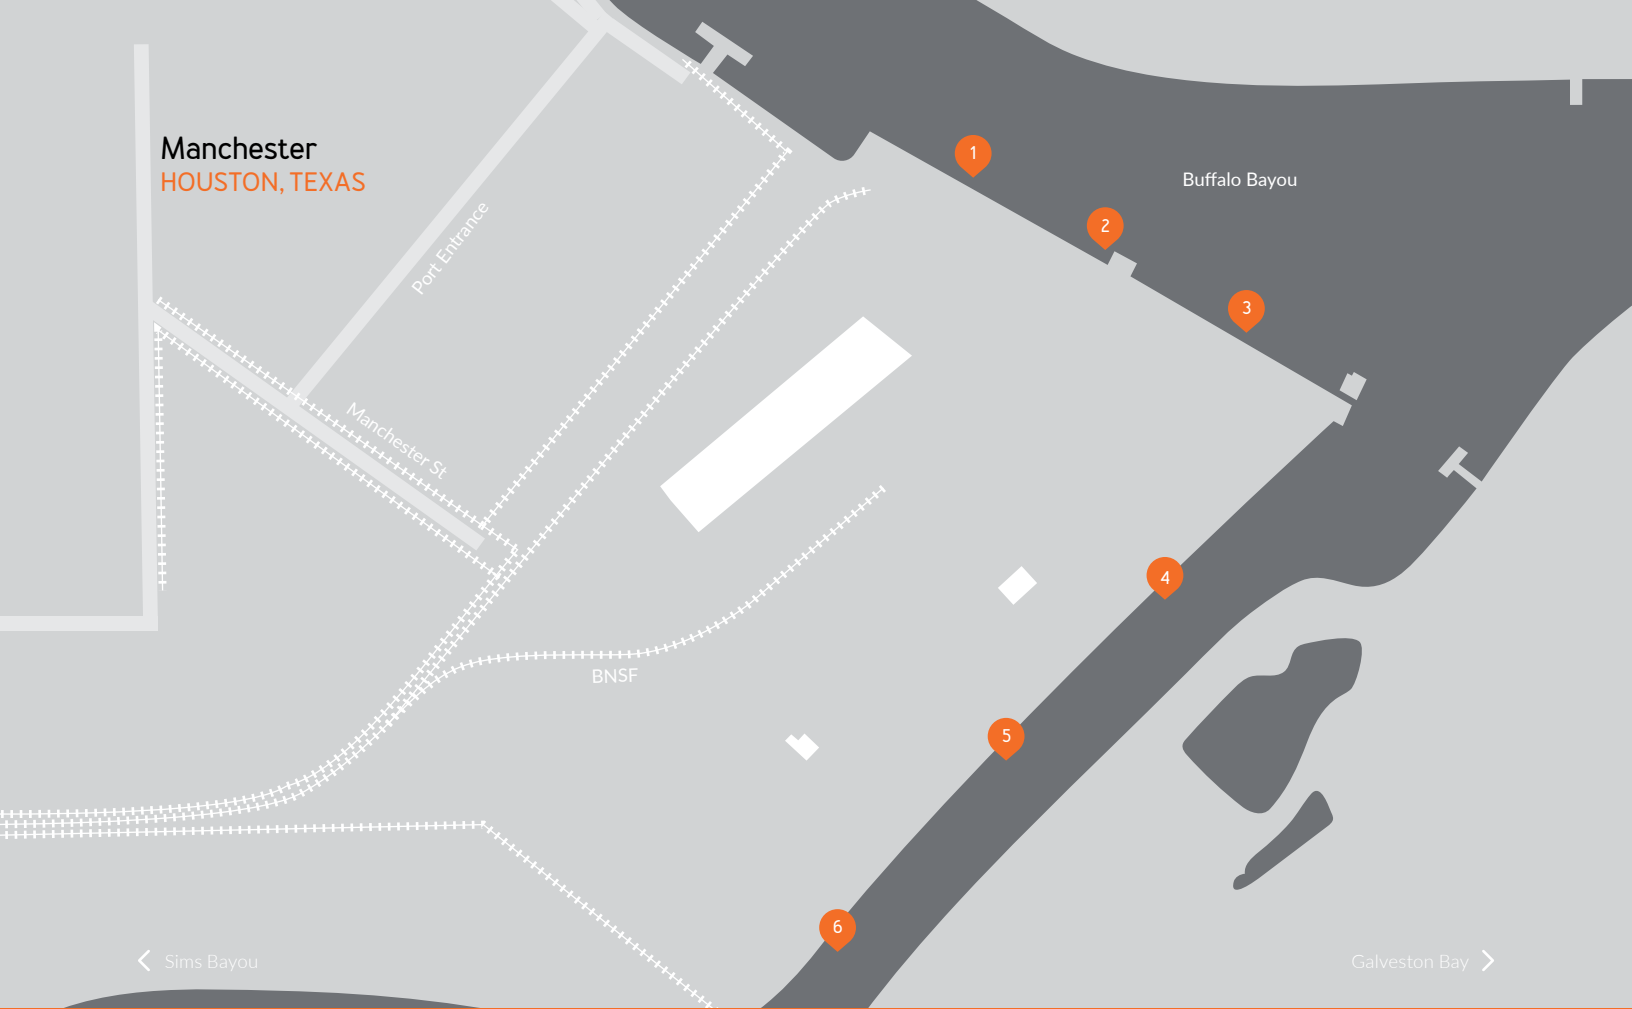 Manchester
HOUSTON, TEXAS
Port Entrance
Manchester St
BNSF
Buffalo Bayou
1
2
3
4
5
6
Sims Bayou
Galveston Bay